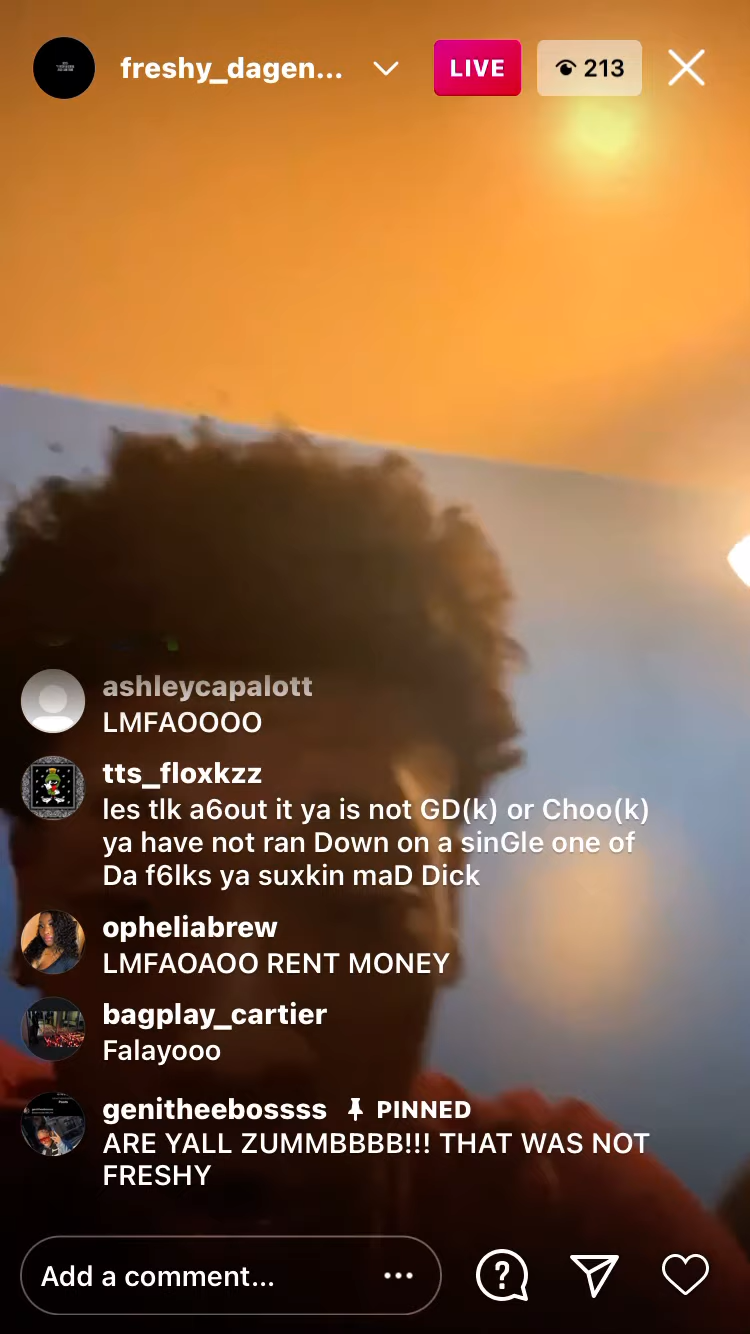 freshy_dagen...
LIVE
213
ashleycapalott
LMFAOOOO
tts_floxkzz
les tlk a6out it ya is not GD(k) or Choo(k)
ya have not ran Down on a sinGle one of
Da f6lks ya suxkin maD Dick
opheliabrew
LMFAOAOO RENT MONEY
bagplay_cartier
Falayooo
genitheebossss PINNED
ARE YALL ZUMMBBBB!!! THAT WAS NOT
FRESHY
Add a comment...